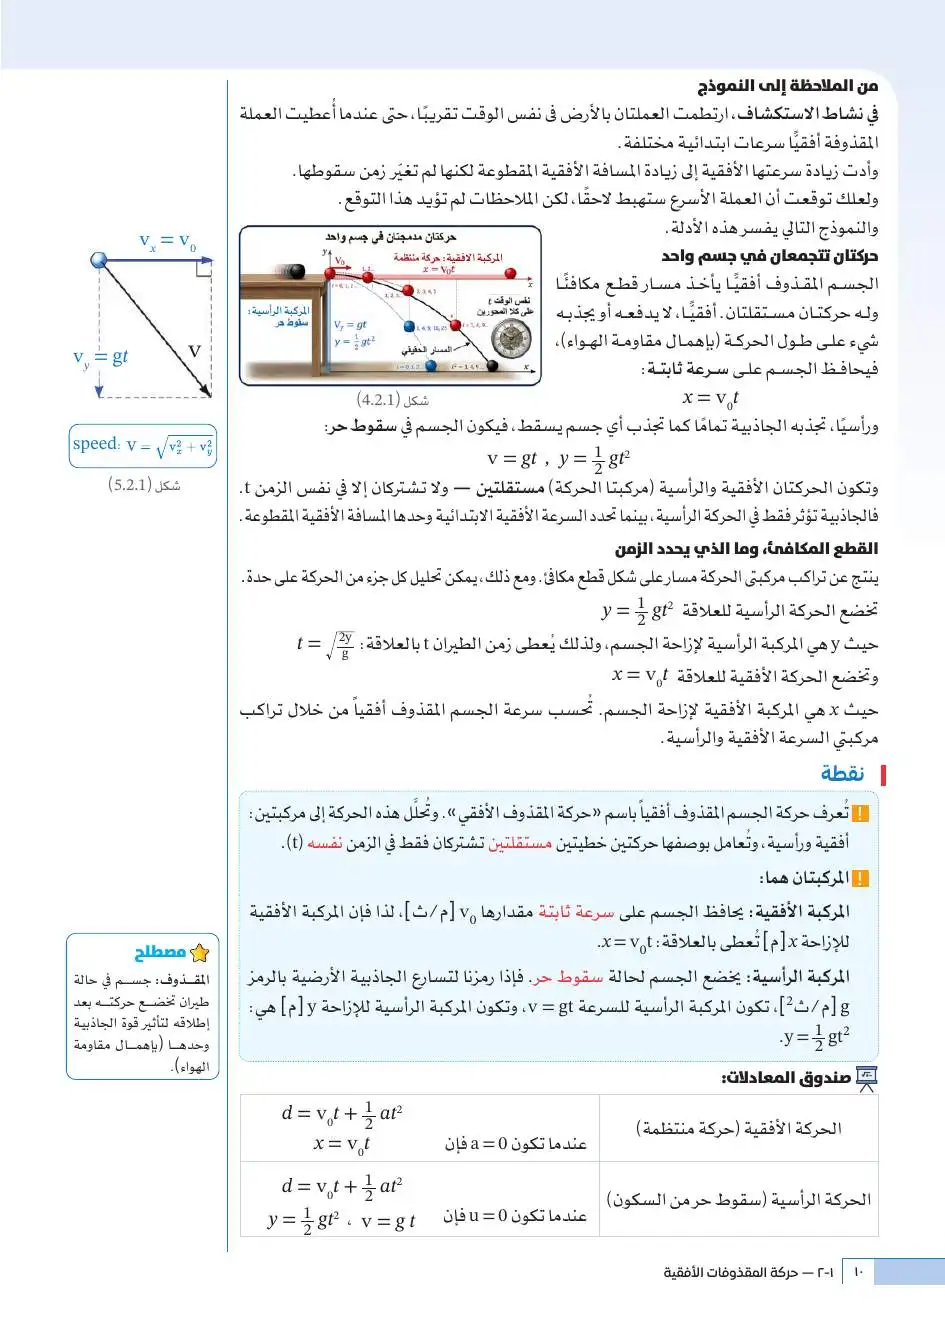 من الملاحظة إلى النموذج
في نشاط الاستكشاف، ارتطمت العملتان بالأرض في نفس الوقت تقريبًا، حتى عندما أُعطيت العملة
المقذوفة أفقيًّا سرعات ابتدائية مختلفة.
وأدت زيادة سرعتها الأفقية إلى زيادة المسافة الأفقية المقطوعة لكنها لم تغيَر زمن سقوطها.
ولعلك توقعت أن العملة الأسرع ستهبط لاحقًا، لكن الملاحظات لم تؤيد هذا التوقع.
والنموذج التالي يفسر هذه الأدلة.
حركتان تتجمعان في جسم واحد
الجسم المقذوف أفقيًّا يأخذ مسار قطع مكافئًا
وله حركتان مستقلتان. أفقيًّا، لا يدفعه أو يجذبه
شيء على طول الحركة (بإهمال مقاومة الهواء)،
فيحافظ الجسم على سرعة ثابتة:
x = v₀t
حركتان مدمجتان في جسم واحد
المركبة الافقية: حركة منتظمة
x = v₀t
y
v₀
x
المركبة الرأسية:
سقوط حر
Vy = gt
y = 1/2 gt²
نفس الوقت t
على كلا المحورين
المسار الحقيقي
x
شكل (4.2.1)
ورأسيًا، تجذبه الجاذبية تمامًا كما تجذب أي جسم يسقط، فيكون الجسم في سقوط حر:
v = gt , y = 1/2 gt²
وتكون الحركتان الأفقية والرأسية (مركبتا الحركة) مستقلتين — ولا تشتركان إلا في نفس الزمن t.
فالجاذبية تؤثر فقط في الحركة الرأسية، بينما تحدد السرعة الأفقية الابتدائية وحدها المسافة الأفقية المقطوعة.
القطع المكافئ، وما الذي يحدد الزمن
ينتج عن تراكب مركبتي الحركة مسار على شكل قطع مكافئ. ومع ذلك، يمكن تحليل كل جزء من الحركة على حدة.
تخضع الحركة الرأسية للعلاقة y = 1/2 gt²
حيث y هي المركبة الرأسية لإزاحة الجسم، ولذلك يُعطى زمن الطيران t بالعلاقة: t = √(2y/g)
وتخضع الحركة الأفقية للعلاقة x = v₀t
حيث x هي المركبة الأفقية لإزاحة الجسم. تُحسب سرعة الجسم المقذوف أفقياً من خلال تراكب
مركبتي السرعة الأفقية والرأسية.
نقطة
! تُعرف حركة الجسم المقذوف أفقياً باسم «حركة المقذوف الأفقي». وتُحلَّل هذه الحركة إلى مركبتين:
أفقية ورأسية، وتُعامل بوصفها حركتين خطيتين مستقلتين تشتركان فقط في الزمن نفسه (t).
! المركبتان هما:
المركبة الأفقية: يحافظ الجسم على سرعة ثابتة مقدارها v₀ [م/ث]، لذا فإن المركبة الأفقية
للإزاحة x [م] تُعطى بالعلاقة: x = v₀t.
المركبة الرأسية: يخضع الجسم لحالة سقوط حر. فإذا رمزنا لتسارع الجاذبية الأرضية بالرمز
g [م/ث²]، تكون المركبة الرأسية للسرعة v = gt، وتكون المركبة الرأسية للإزاحة y [م] هي:
y = 1/2 gt².
صندوق المعادلات:
الحركة الأفقية (حركة منتظمة)
d = v₀t + 1/2 at²
عندما تكون a = 0 فإن x = v₀t
الحركة الرأسية (سقوط حر من السكون)
d = v₀t + 1/2 at²
عندما تكون u = 0 فإن v = g t ، y = 1/2 gt²
vₓ = v₀
v
v_y = gt
speed: v = √(vₓ² + v_y²)
شكل (5.2.1)
مصطلح
المقذوف: جسم في حالة
طيران تخضع حركته بعد
إطلاقه لتأثير قوة الجاذبية
وحدها (بإهمال مقاومة
الهواء).
١٠
٢-١ — حركة المقذوفات الأفقية